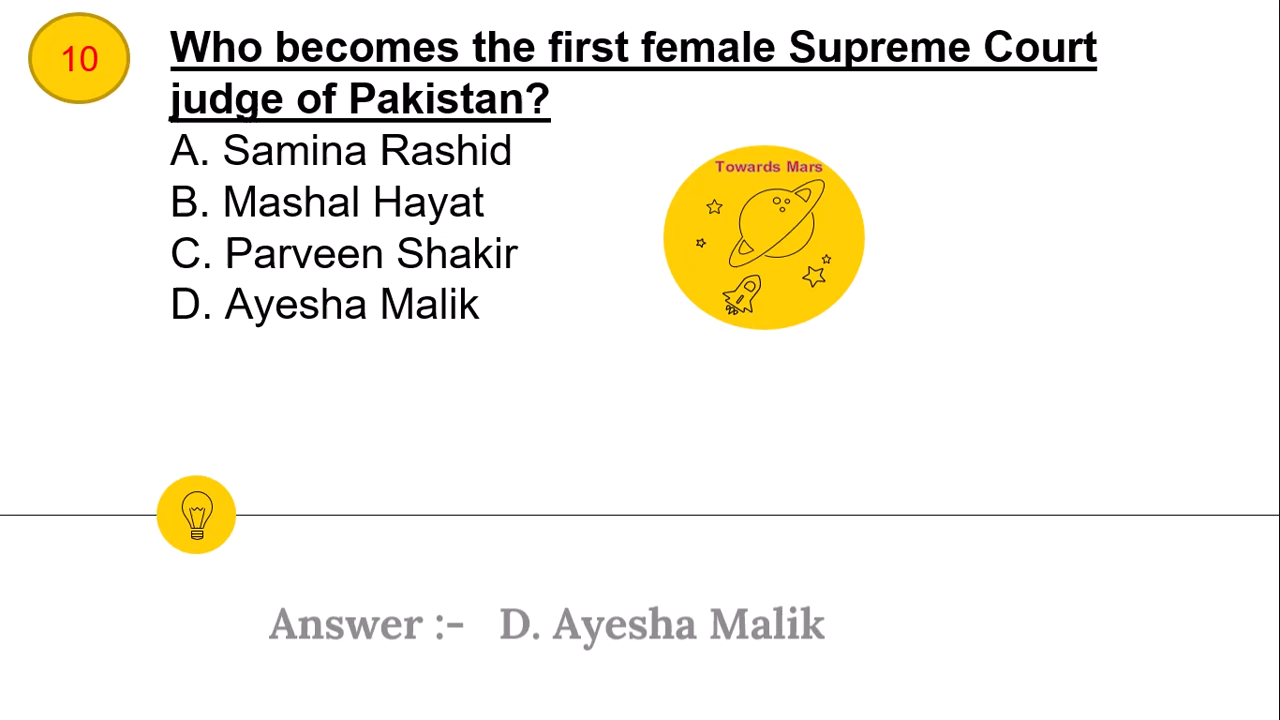 10
Who becomes the first female Supreme Court
judge of Pakistan?
A. Samina Rashid
B. Mashal Hayat
C. Parveen Shakir
D. Ayesha Malik
Towards Mars
Answer :- D. Ayesha Malik